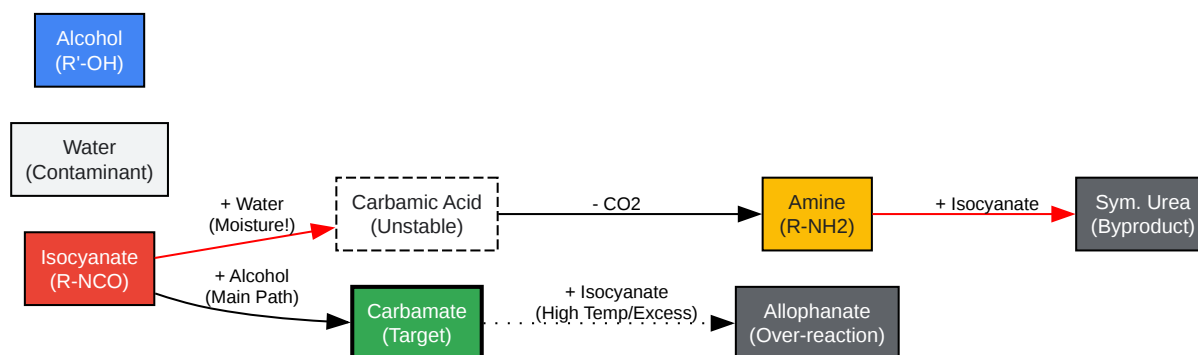 Alcohol
(R'-OH)
Water
(Contaminant)
+ Water
(Moisture!)
Carbamic Acid
(Unstable)
- CO2
Amine
(R-NH2)
+ Isocyanate
Sym. Urea
(Byproduct)
Isocyanate
(R-NCO)
+ Alcohol
(Main Path)
Carbamate
(Target)
+ Isocyanate
(High Temp/Excess)
Allophanate
(Over-reaction)